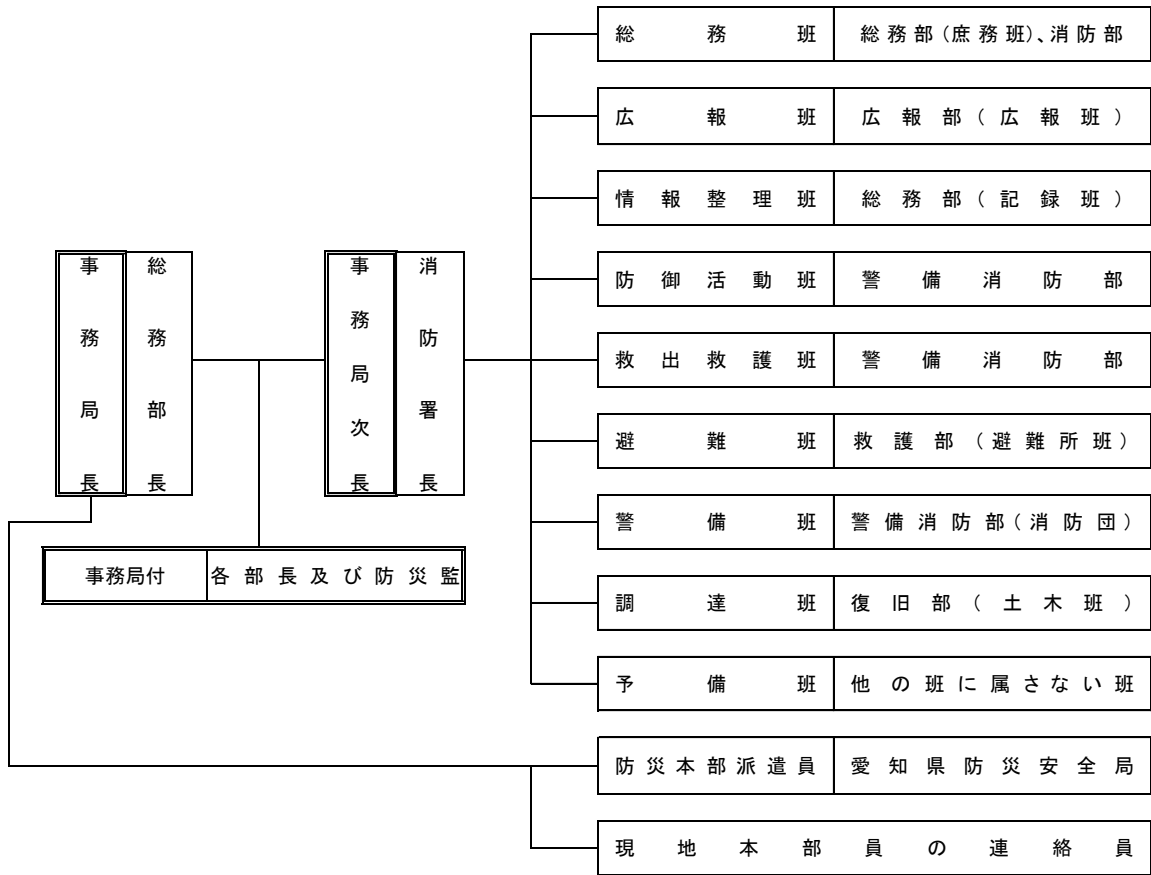 総務班 総務部(庶務班)、消防部
広報班 広報部(広報班)
情報整理班 総務部(記録班)
事務局長 総務部長
事務局次長 消防署長
防御活動班 警備消防部
救出救護班 警備消防部
避難班 救護部(避難所班)
警備班 警備消防部(消防団)
事務局付 各部長及び防災監
調達班 復旧部(土木班)
予備班 他の班に属さない班
防災本部派遣員 愛知県防災安全局
現地本部員の連絡員